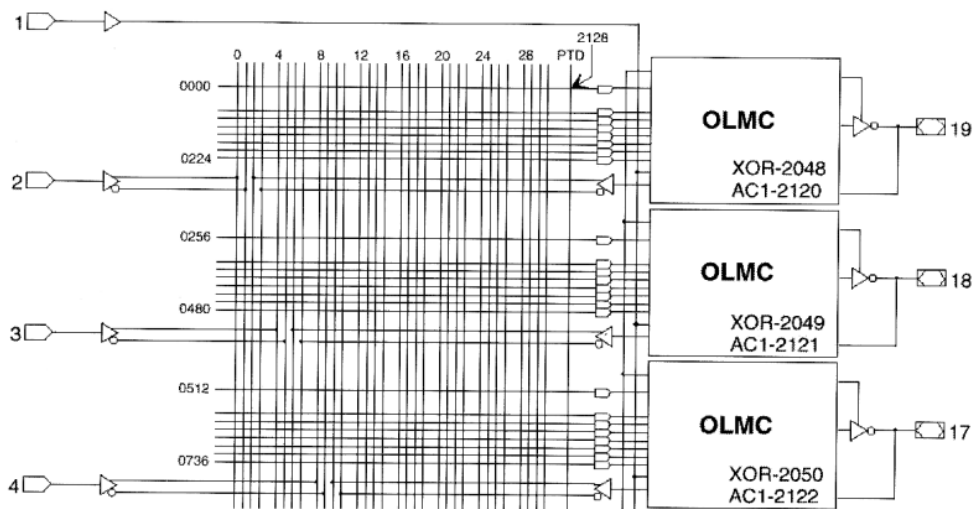 1
2128
0 4 8 12 16 20 24 28 PTD
0000
OLMC
19
0224
XOR-2048
2
AC1-2120
0256
OLMC
18
0480
XOR-2049
3
AC1-2121
0512
OLMC
17
0736
XOR-2050
4
AC1-2122